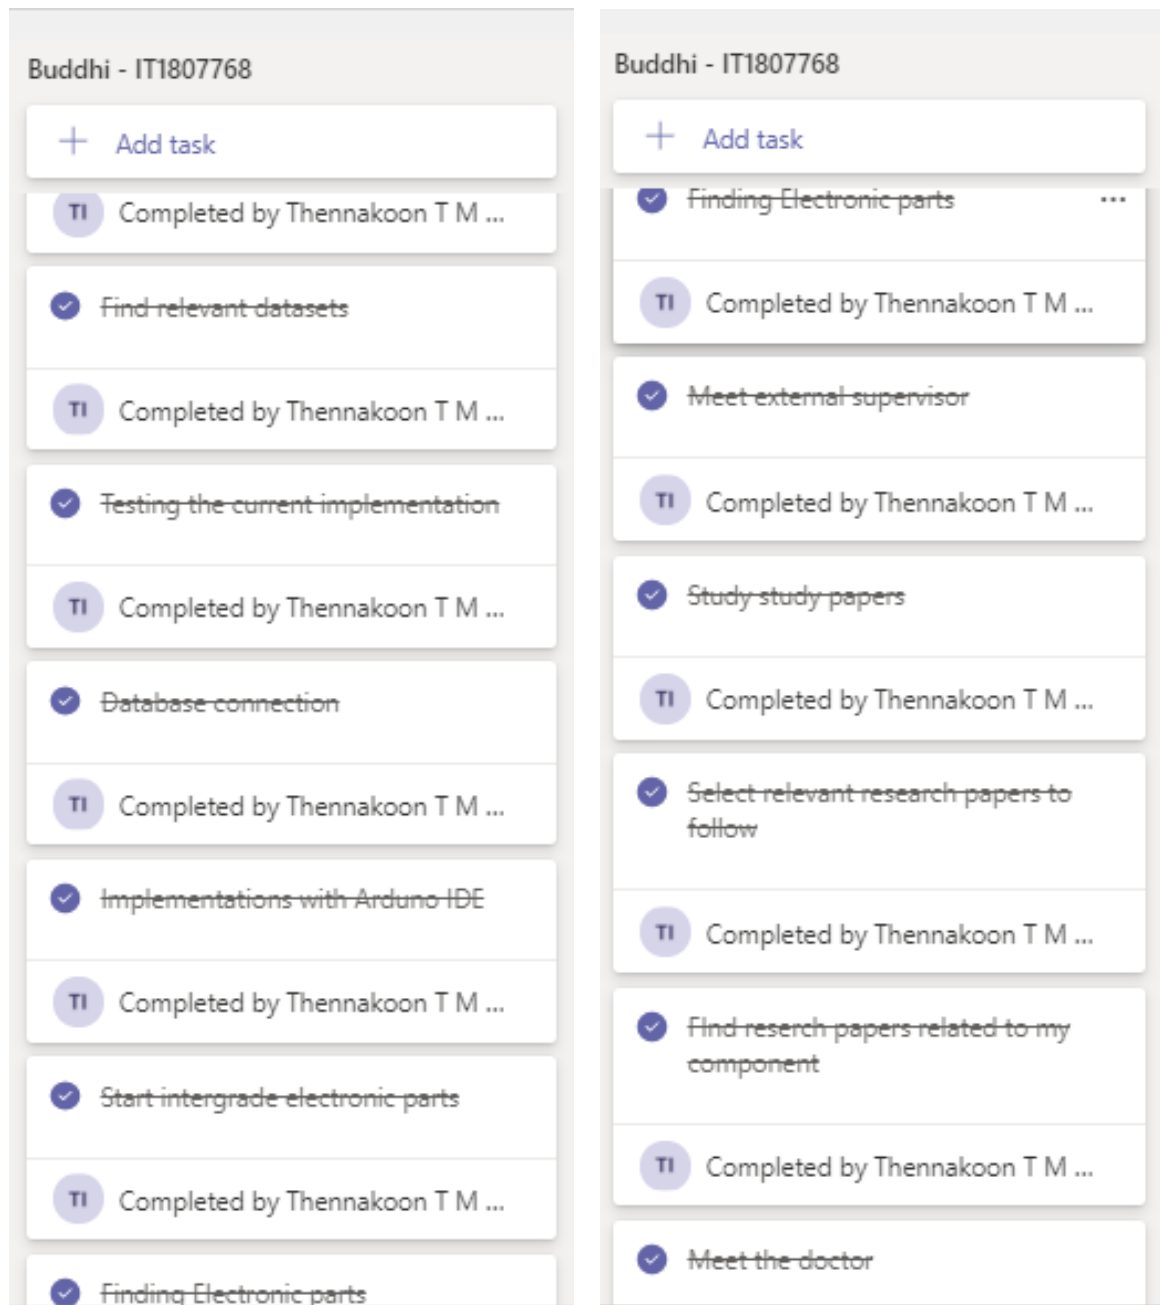 Buddhi - IT1807768
Add task
TI Completed by Thennakoon T M ...
Find relevant datasets
TI Completed by Thennakoon T M ...
Testing the current implementation
TI Completed by Thennakoon T M ...
Database connection
TI Completed by Thennakoon T M ...
Implementations with Arduno IDE
TI Completed by Thennakoon T M ...
Start intergrade electronic parts
TI Completed by Thennakoon T M ...
Finding Electronic parts
Buddhi - IT1807768
Add task
Finding Electronic parts ...
TI Completed by Thennakoon T M ...
Meet external supervisor
TI Completed by Thennakoon T M ...
Study study papers
TI Completed by Thennakoon T M ...
Select relevant research papers to
follow
TI Completed by Thennakoon T M ...
FInd reserch papers related to my
component
TI Completed by Thennakoon T M ...
Meet the doctor